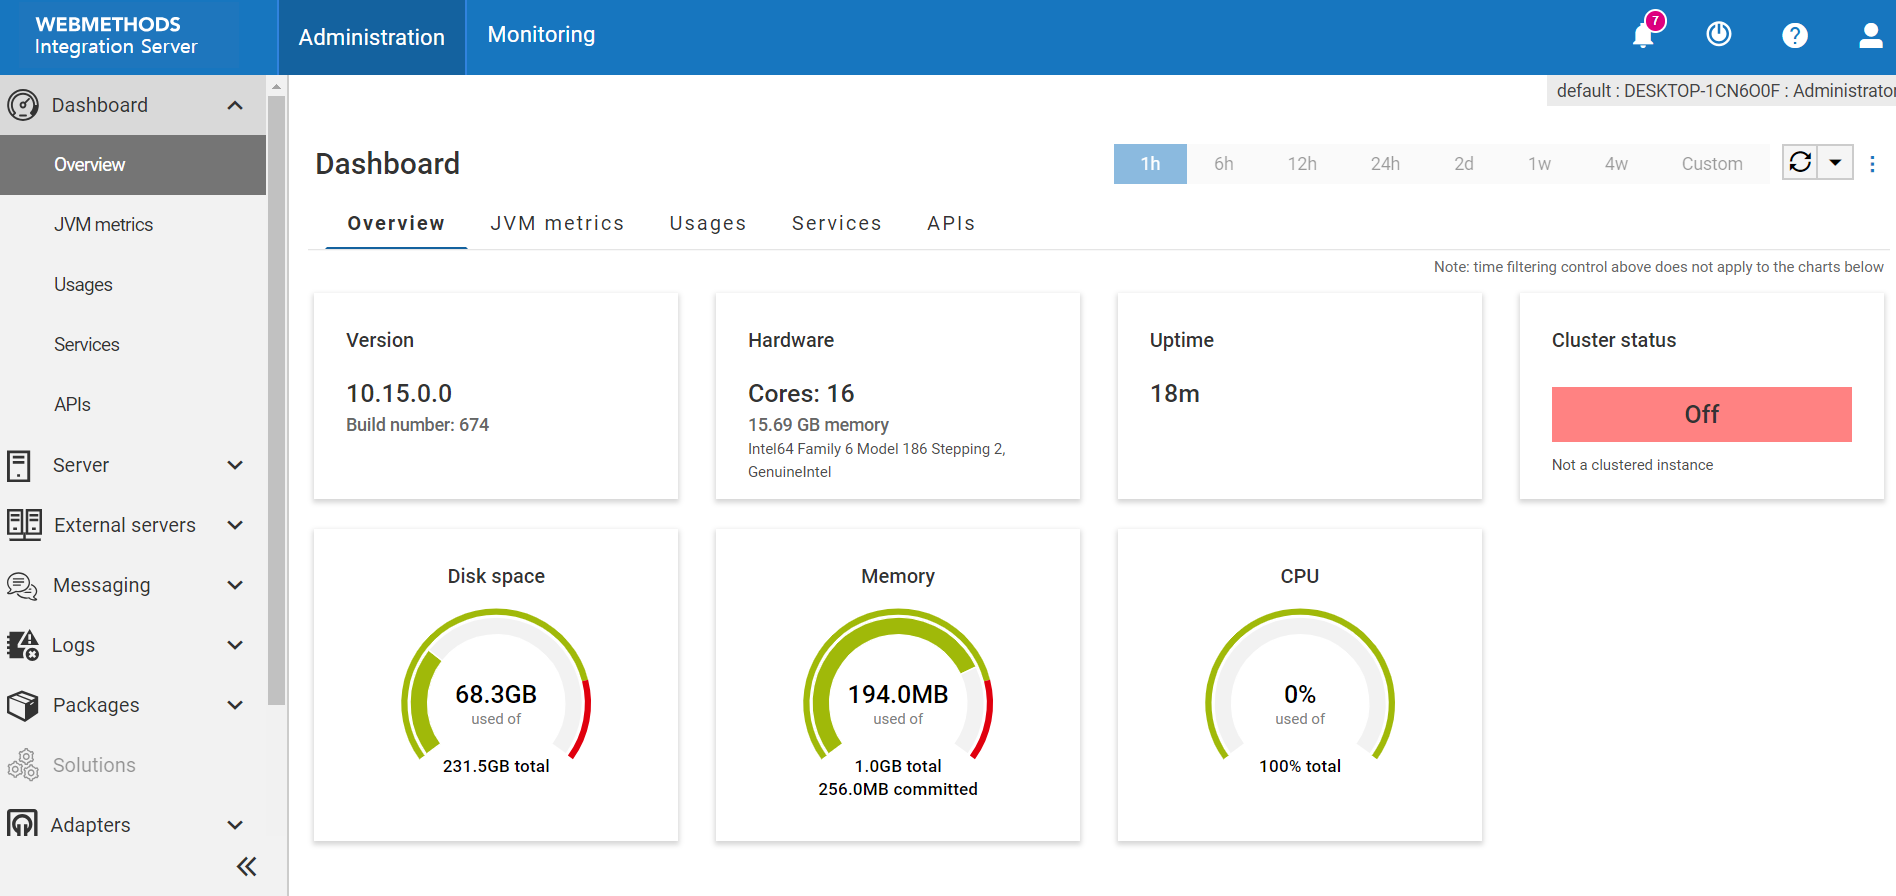 WEBMETHODS
Integration Server
Administration
Monitoring
7
default : DESKTOP-1CN6O0F : Administrator
Dashboard
Overview
JVM metrics
Usages
Services
APIs
Server
External servers
Messaging
Logs
Packages
Solutions
Adapters
Dashboard
1h 6h 12h 24h 2d 1w 4w Custom
Overview JVM metrics Usages Services APIs
Note: time filtering control above does not apply to the charts below
Version
10.15.0.0
Build number: 674
Hardware
Cores: 16
15.69 GB memory
Intel64 Family 6 Model 186 Stepping 2,
GenuineIntel
Uptime
18m
Cluster status
Off
Not a clustered instance
Disk space
68.3GB
used of
231.5GB total
Memory
194.0MB
used of
1.0GB total
256.0MB committed
CPU
0%
used of
100% total